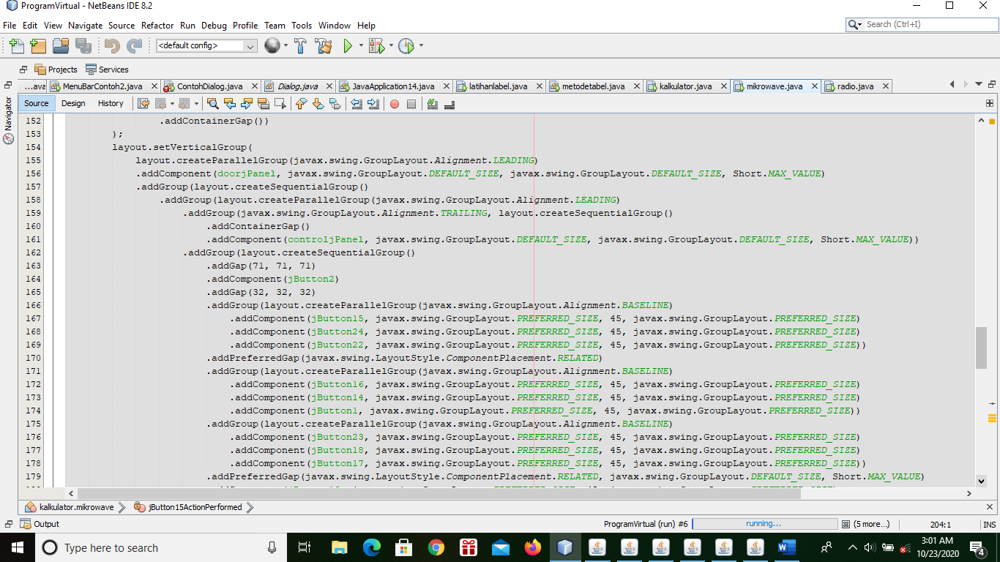 ProgramVirtual - NetBeans IDE 8.2
File Edit View Navigate Source Refactor Run Debug Profile Team Tools Window Help
Search (Ctrl+I)
<default config>
Projects Services
...ava MenuBarContoh2.java ContohDialog.java Dialog.java JavaApplication14.java latihanlabel.java metodetabel.java kalkulator.java mikrowave.java radio.java
Navigator
Source Design History
152 .addContainerGap())
153 );
154 layout.setVerticalGroup(
155 layout.createParallelGroup(javax.swing.GroupLayout.Alignment.LEADING)
156 .addComponent(doorjPanel, javax.swing.GroupLayout.DEFAULT_SIZE, javax.swing.GroupLayout.DEFAULT_SIZE, Short.MAX_VALUE)
157 .addGroup(layout.createSequentialGroup()
158 .addGroup(layout.createParallelGroup(javax.swing.GroupLayout.Alignment.LEADING)
159 .addGroup(javax.swing.GroupLayout.Alignment.TRAILING, layout.createSequentialGroup()
160 .addContainerGap()
161 .addComponent(controljPanel, javax.swing.GroupLayout.DEFAULT_SIZE, javax.swing.GroupLayout.DEFAULT_SIZE, Short.MAX_VALUE))
162 .addGroup(layout.createSequentialGroup()
163 .addGap(71, 71, 71)
164 .addComponent(jButton2)
165 .addGap(32, 32, 32)
166 .addGroup(layout.createParallelGroup(javax.swing.GroupLayout.Alignment.BASELINE)
167 .addComponent(jButton15, javax.swing.GroupLayout.PREFERRED_SIZE, 45, javax.swing.GroupLayout.PREFERRED_SIZE)
168 .addComponent(jButton24, javax.swing.GroupLayout.PREFERRED_SIZE, 45, javax.swing.GroupLayout.PREFERRED_SIZE)
169 .addComponent(jButton22, javax.swing.GroupLayout.PREFERRED_SIZE, 45, javax.swing.GroupLayout.PREFERRED_SIZE))
170 .addPreferredGap(javax.swing.LayoutStyle.ComponentPlacement.RELATED)
171 .addGroup(layout.createParallelGroup(javax.swing.GroupLayout.Alignment.BASELINE)
172 .addComponent(jButton16, javax.swing.GroupLayout.PREFERRED_SIZE, 45, javax.swing.GroupLayout.PREFERRED_SIZE)
173 .addComponent(jButton14, javax.swing.GroupLayout.PREFERRED_SIZE, 45, javax.swing.GroupLayout.PREFERRED_SIZE)
174 .addComponent(jButton1, javax.swing.GroupLayout.PREFERRED_SIZE, 45, javax.swing.GroupLayout.PREFERRED_SIZE))
175 .addGroup(layout.createParallelGroup(javax.swing.GroupLayout.Alignment.BASELINE)
176 .addComponent(jButton23, javax.swing.GroupLayout.PREFERRED_SIZE, 45, javax.swing.GroupLayout.PREFERRED_SIZE)
177 .addComponent(jButton18, javax.swing.GroupLayout.PREFERRED_SIZE, 45, javax.swing.GroupLayout.PREFERRED_SIZE)
178 .addComponent(jButton17, javax.swing.GroupLayout.PREFERRED_SIZE, 45, javax.swing.GroupLayout.PREFERRED_SIZE))
179 .addPreferredGap(javax.swing.LayoutStyle.ComponentPlacement.RELATED, javax.swing.GroupLayout.DEFAULT_SIZE, Short.MAX_VALUE)
kalkulator.mikrowave jButton15ActionPerformed
Output ProgramVirtual (run) #6 running... (5 more...) 204:1 INS
Type here to search
3:01 AM
10/23/2020
4